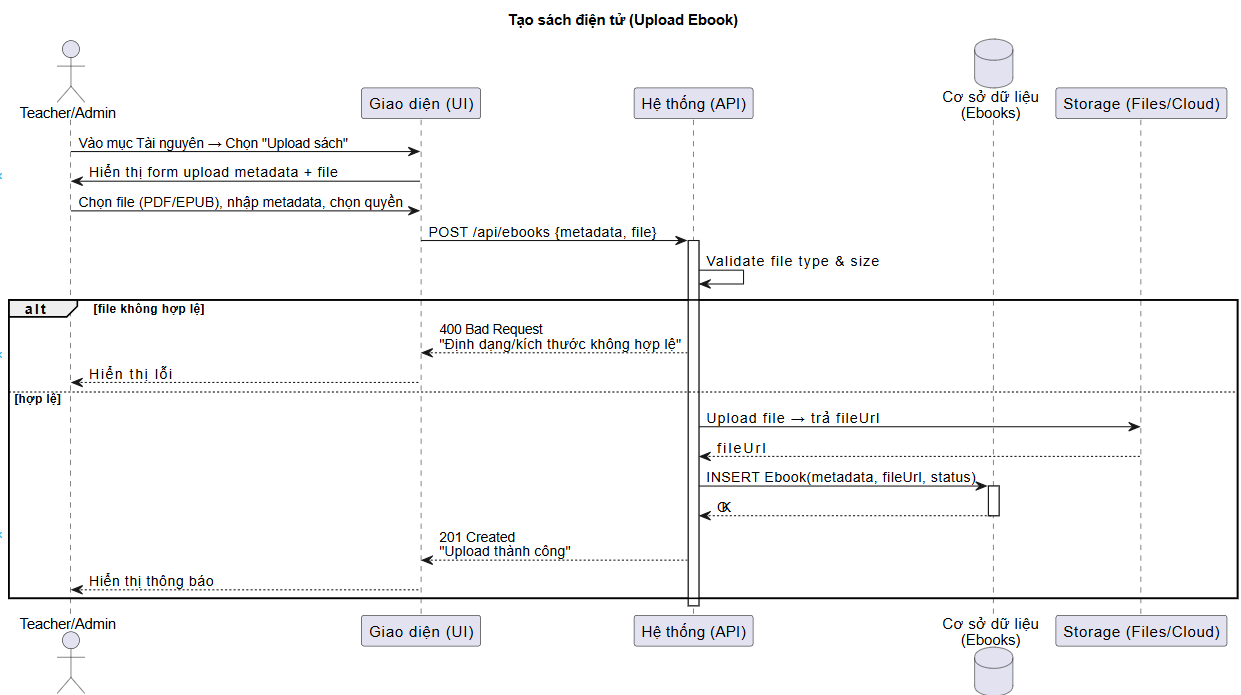 Tạo sách điện tử (Upload Ebook)
Teacher/Admin
Giao diện (UI)
Hệ thống (API)
Cơ sở dữ liệu
(Ebooks)
Storage (Files/Cloud)
Vào mục Tài nguyên → Chọn "Upload sách"
Hiển thị form upload metadata + file
Chọn file (PDF/EPUB), nhập metadata, chọn quyền
POST /api/ebooks {metadata, file}
Validate file type & size
alt
[file không hợp lệ]
400 Bad Request
"Định dạng/kích thước không hợp lệ"
Hiển thị lỗi
[hợp lệ]
Upload file → trả fileUrl
fileUrl
INSERT Ebook(metadata, fileUrl, status)
OK
201 Created
"Upload thành công"
Hiển thị thông báo
Teacher/Admin
Giao diện (UI)
Hệ thống (API)
Cơ sở dữ liệu
(Ebooks)
Storage (Files/Cloud)